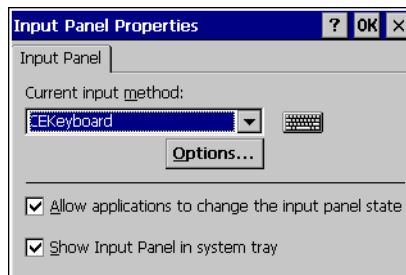 Input Panel Properties ? OK ×
Input Panel
Current input method:
CEKeyboard
Options...
Allow applications to change the input panel state
Show Input Panel in system tray